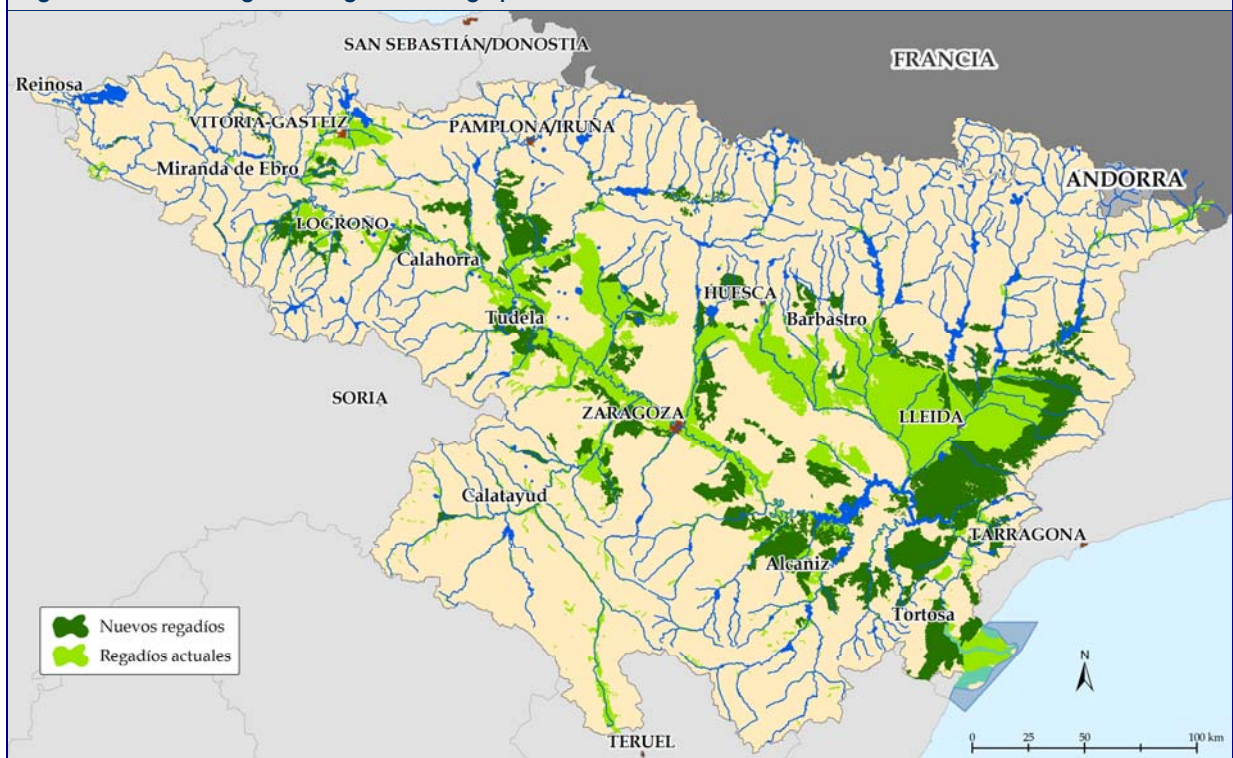 SAN SEBASTIÁN/DONOSTIA
FRANCIA
Reinosa
VITORIA-GASTEIZ
PAMPLONA/IRUÑA
Miranda de Ebro
ANDORRA
LOGROÑO
Calahorra
HUESCA
Tudela
Barbastro
SORIA
ZARAGOZA
LLEIDA
Calatayud
TARRAGONA
Alcañiz
Tortosa
Nuevos regadíos
Regadíos actuales
N
TERUEL
0 25 50 100 km